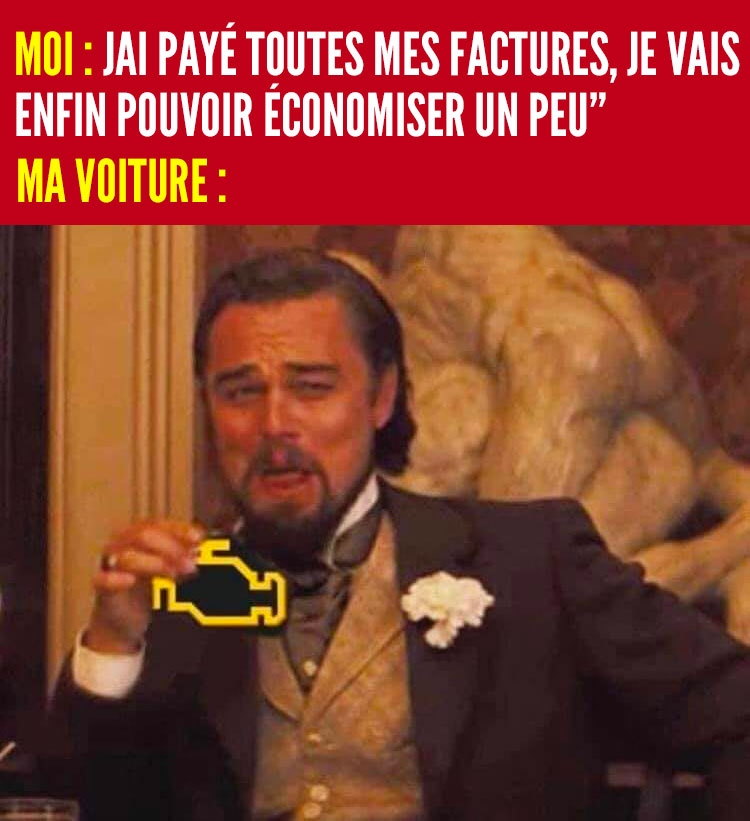 MOI : JAI PAYÉ TOUTES MES FACTURES, JE VAIS
ENFIN POUVOIR ÉCONOMISER UN PEU”
MA VOITURE :